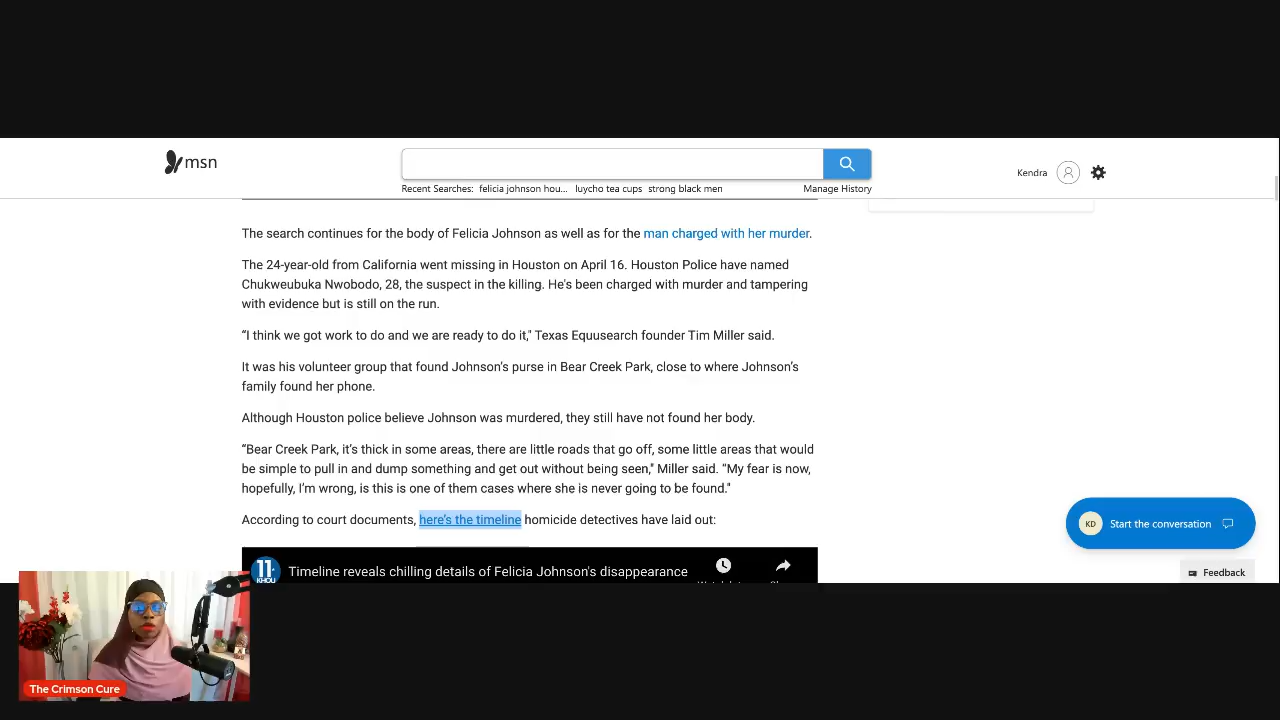 msn
Kendra
Recent Searches: felicia johnson hou... luycho tea cups strong black men Manage History
The search continues for the body of Felicia Johnson as well as for the man charged with her murder.
The 24-year-old from California went missing in Houston on April 16. Houston Police have named
Chukweubuka Nwobodo, 28, the suspect in the killing. He's been charged with murder and tampering
with evidence but is still on the run.
“I think we got work to do and we are ready to do it," Texas Equusearch founder Tim Miller said.
It was his volunteer group that found Johnson’s purse in Bear Creek Park, close to where Johnson’s
family found her phone.
Although Houston police believe Johnson was murdered, they still have not found her body.
“Bear Creek Park, it’s thick in some areas, there are little roads that go off, some little areas that would
be simple to pull in and dump something and get out without being seen," Miller said. “My fear is now,
hopefully, I’m wrong, is this is one of them cases where she is never going to be found."
According to court documents, here’s the timeline homicide detectives have laid out:
KD Start the conversation
11 Timeline reveals chilling details of Felicia Johnson's disappearance
KHOU
Feedback
The Crimson Cure